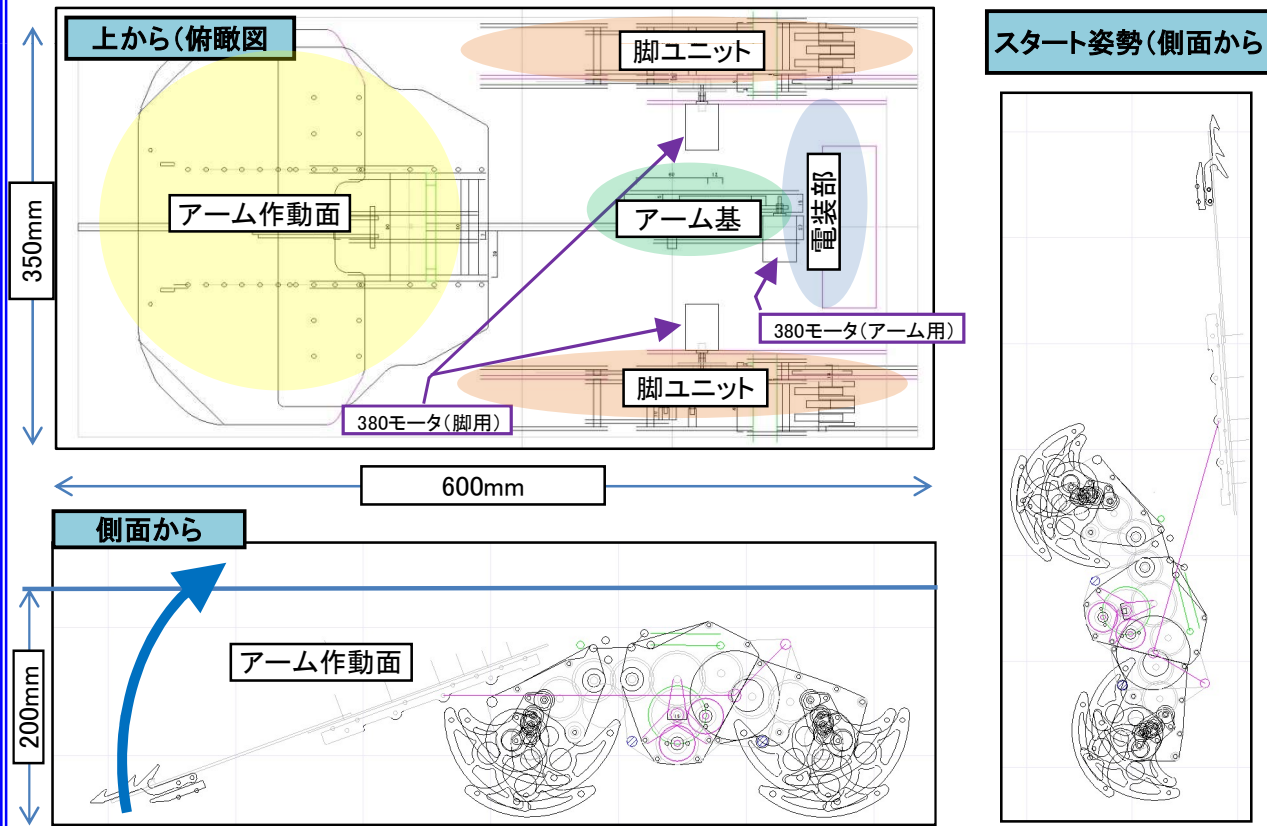 上から(俯瞰図
スタート姿勢(側面から
脚ユニット
350mm
アーム作動面
アーム基
電装部
380モータ(アーム用)
脚ユニット
380モータ(脚用)
600mm
側面から
200mm
アーム作動面